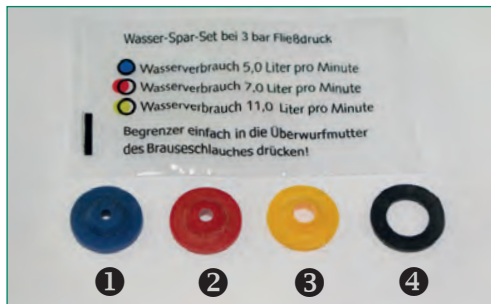 Wasser-Spar-Set bei 3 bar Fließdruck
Wasserverbrauch 5,0 Liter pro Minute
Wasserverbrauch 7,0 Liter pro Minute
Wasserverbrauch 11,0 Liter pro Minute
Begrenzer einfach in die Überwurfmutter
des Brauseschlauches drücken!
1 2 3 4